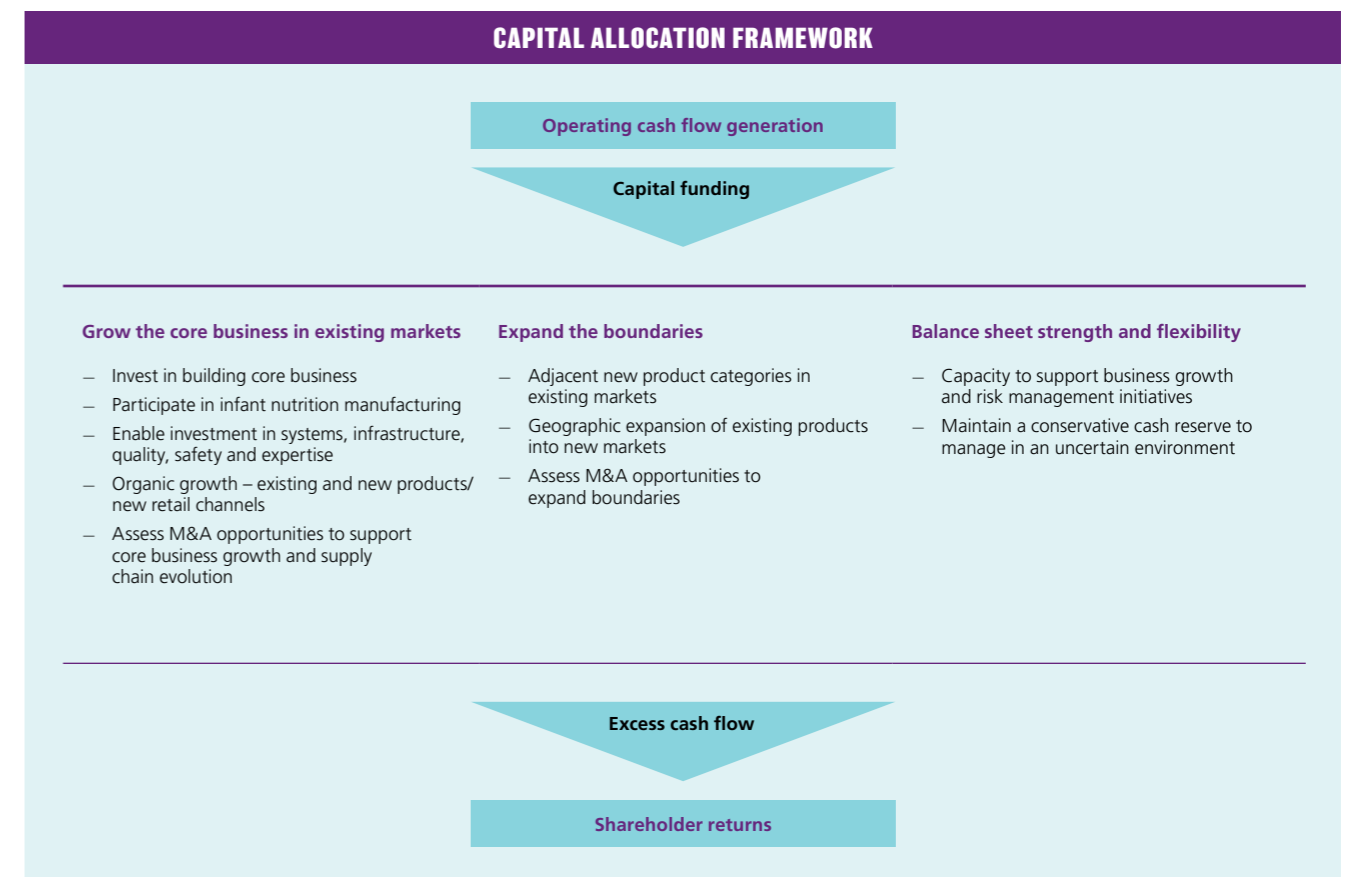 CAPITAL ALLOCATION FRAMEWORK
Operating cash flow generation
Capital funding
Grow the core business in existing markets
— Invest in building core business
— Participate in infant nutrition manufacturing
— Enable investment in systems, infrastructure,
quality, safety and expertise
— Organic growth – existing and new products/
new retail channels
— Assess M&A opportunities to support
core business growth and supply
chain evolution
Expand the boundaries
— Adjacent new product categories in
existing markets
— Geographic expansion of existing products
into new markets
— Assess M&A opportunities to
expand boundaries
Balance sheet strength and flexibility
— Capacity to support business growth
and risk management initiatives
— Maintain a conservative cash reserve to
manage in an uncertain environment
Excess cash flow
Shareholder returns